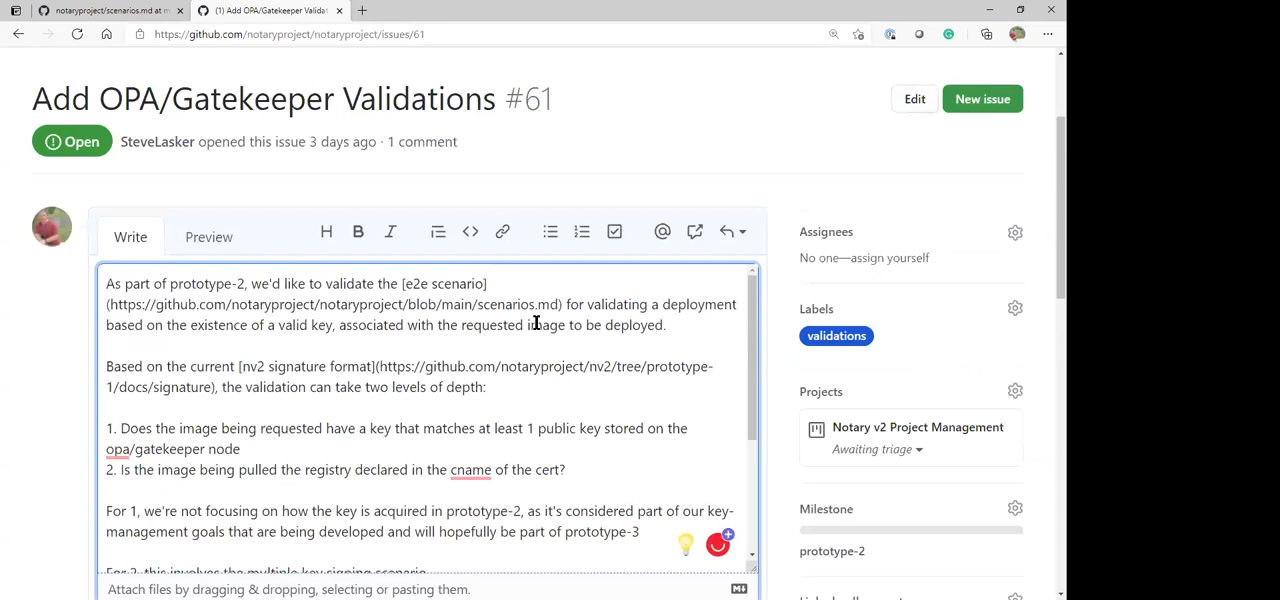 notaryproject/scenarios.md at m
(1) Add OPA/Gatekeeper Valida
https://github.com/notaryproject/notaryproject/issues/61
Add OPA/Gatekeeper Validations #61
Edit
New issue
Open
SteveLasker opened this issue 3 days ago · 1 comment
Write
Preview
As part of prototype-2, we'd like to validate the [e2e scenario]
(https://github.com/notaryproject/notaryproject/blob/main/scenarios.md) for validating a deployment
based on the existence of a valid key, associated with the requested image to be deployed.
Based on the current [nv2 signature format](https://github.com/notaryproject/nv2/tree/prototype-
1/docs/signature), the validation can take two levels of depth:
1. Does the image being requested have a key that matches at least 1 public key stored on the
opa/gatekeeper node
2. Is the image being pulled the registry declared in the cname of the cert?
For 1, we're not focusing on how the key is acquired in prototype-2, as it's considered part of our key-
management goals that are being developed and will hopefully be part of prototype-3
For 2, this involves the multiple key signing scenario
Attach files by dragging & dropping, selecting or pasting them.
Assignees
No one—assign yourself
Labels
validations
Projects
Notary v2 Project Management
Awaiting triage
Milestone
prototype-2